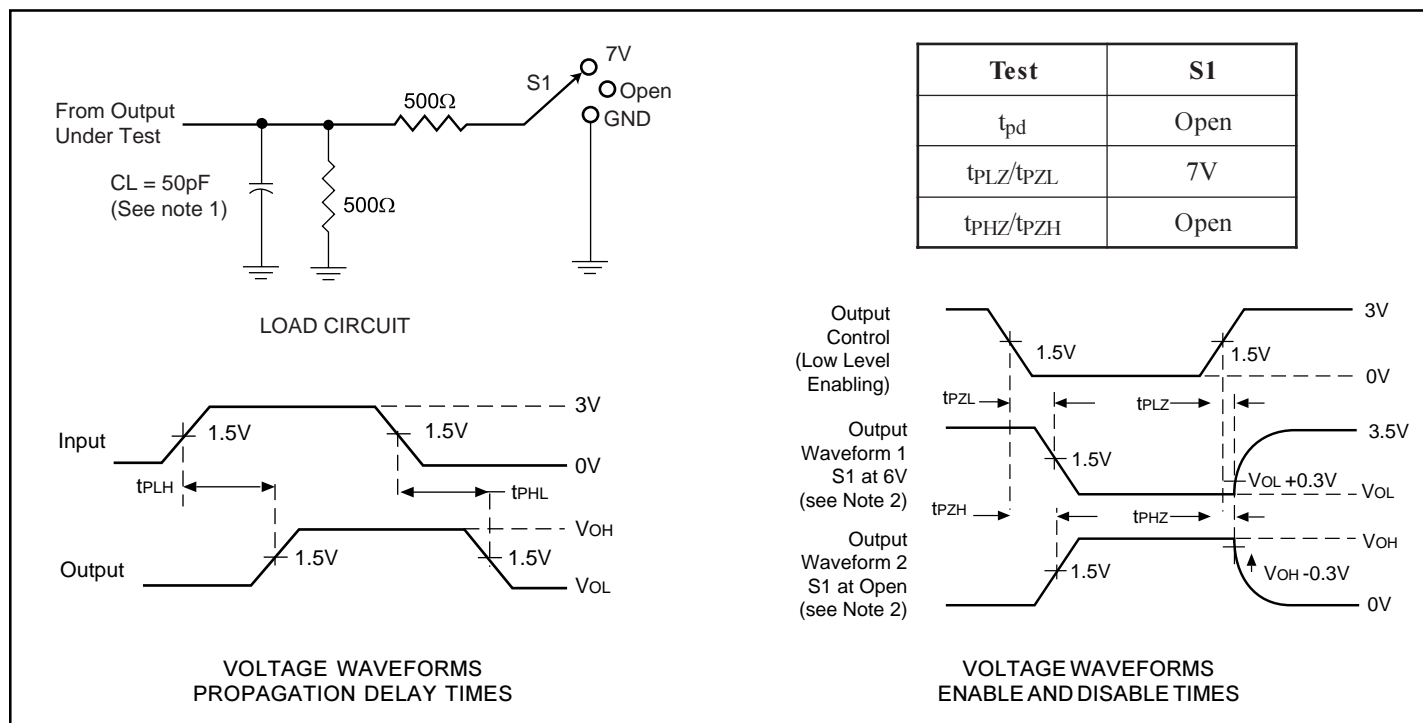 7V
S1
Open
500Ω
GND
From Output
Under Test
CL = 50pF
(See note 1)
500Ω
LOAD CIRCUIT
Test S1
tpd Open
tPLZ/tPZL 7V
tPHZ/tPZH Open
3V
Input 1.5V 1.5V
0V
tPLH tPHL
VOH
Output 1.5V 1.5V
VOL
VOLTAGE WAVEFORMS
PROPAGATION DELAY TIMES
Output
Control
(Low Level
Enabling)
3V
1.5V 1.5V
0V
tPZL tPLZ
Output
Waveform 1
S1 at 6V
(see Note 2)
3.5V
1.5V
VOL +0.3V
VOL
tPZH tPHZ
Output
Waveform 2
S1 at Open
(see Note 2)
VOH
1.5V
VOH -0.3V
0V
VOLTAGE WAVEFORMS
ENABLE AND DISABLE TIMES